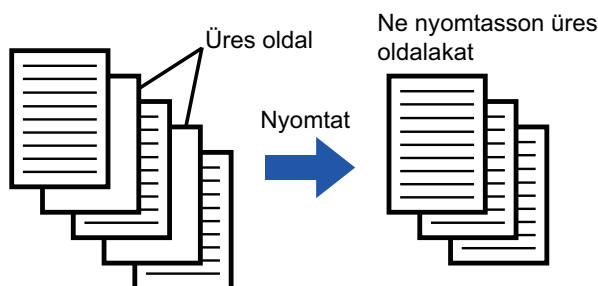 Üres oldal
Nyomtat
Ne nyomtasson üres
oldalakat